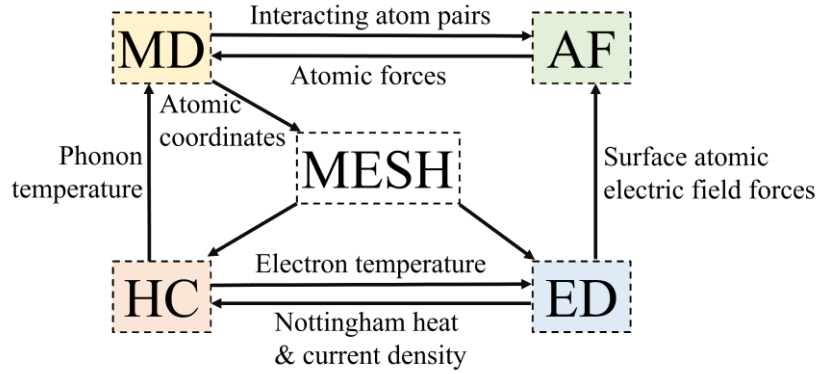 Interacting atom pairs
MD
AF
Atomic forces
Atomic
coordinates
Phonon
temperature
MESH
Surface atomic
electric field forces
Electron temperature
HC
ED
Nottingham heat
& current density